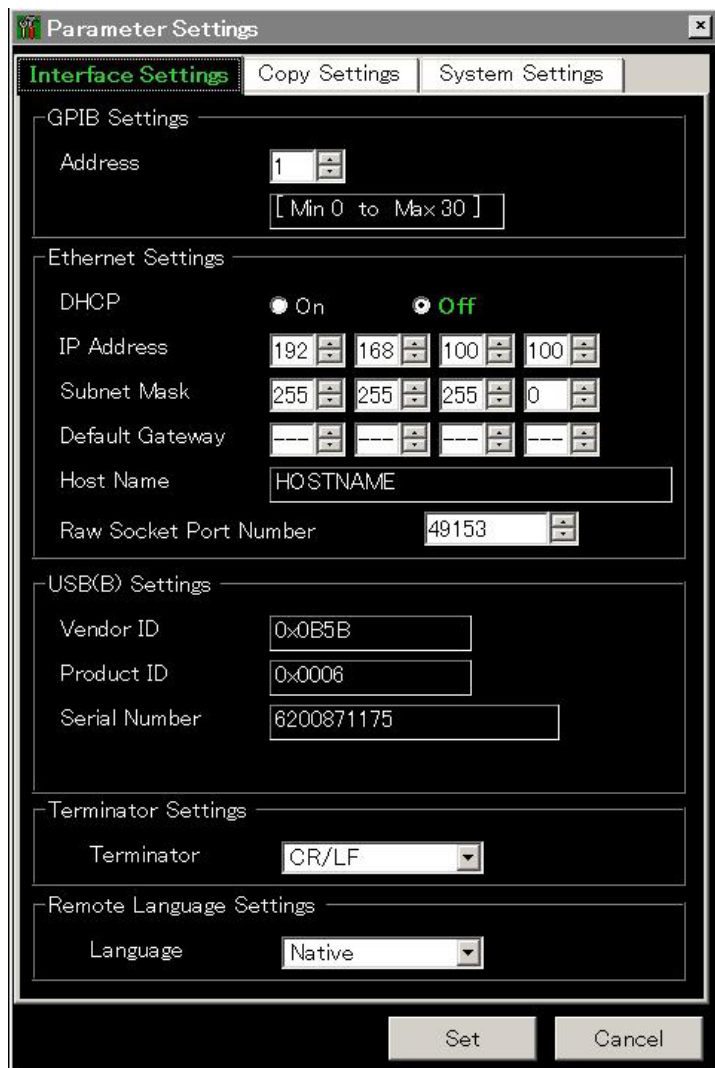 Parameter Settings
Interface Settings Copy Settings System Settings
GPIB Settings
Address 1
[ Min 0 to Max 30 ]
Ethernet Settings
DHCP On Off
IP Address 192 168 100 100
Subnet Mask 255 255 255 0
Default Gateway --- --- --- ---
Host Name HOSTNAME
Raw Socket Port Number 49153
USB(B) Settings
Vendor ID 0x0B5B
Product ID 0x0006
Serial Number 6200871175
Terminator Settings
Terminator CR/LF
Remote Language Settings
Language Native
Set Cancel